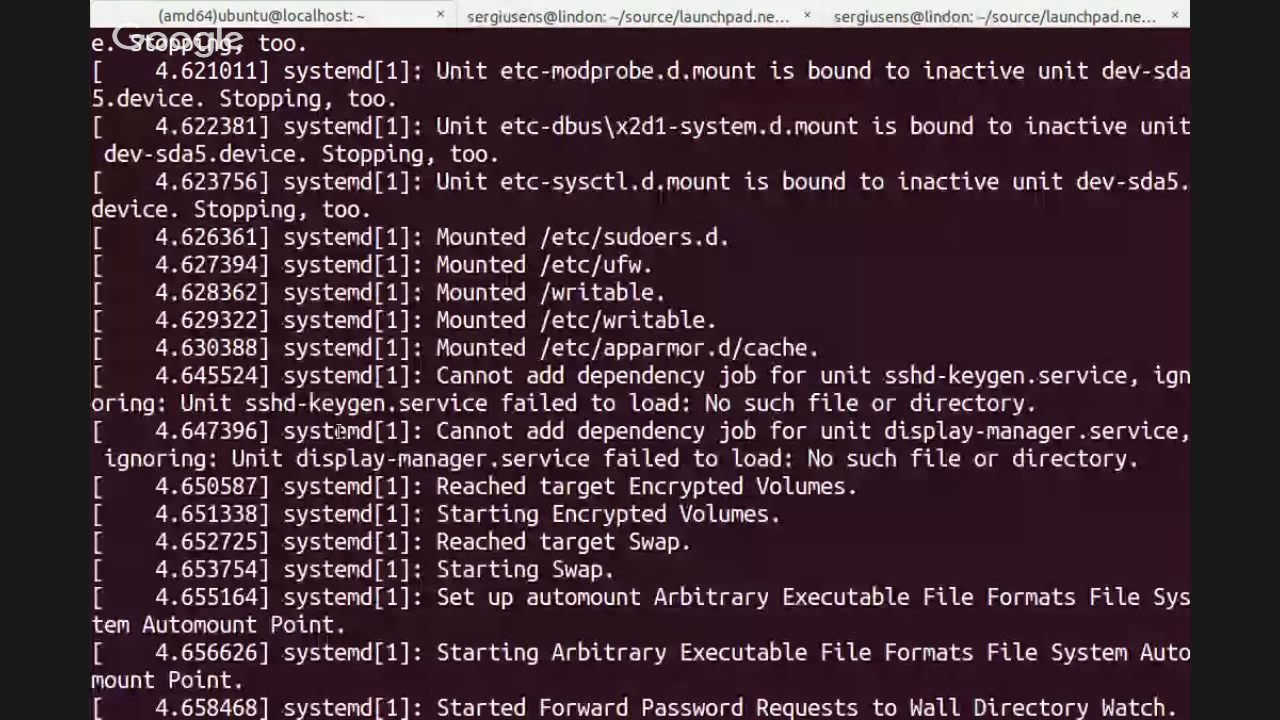 (amd64)ubuntu@localhost: ~ × sergiusens@lindon: ~/source/launchpad.ne... × sergiusens@lindon: ~/source/launchpad.ne... ×
Google
e. Stopping, too.
[    4.621011] systemd[1]: Unit etc-modprobe.d.mount is bound to inactive unit dev-sda
5.device. Stopping, too.
[    4.622381] systemd[1]: Unit etc-dbus\x2d1-system.d.mount is bound to inactive unit
 dev-sda5.device. Stopping, too.
[    4.623756] systemd[1]: Unit etc-sysctl.d.mount is bound to inactive unit dev-sda5.
device. Stopping, too.
[    4.626361] systemd[1]: Mounted /etc/sudoers.d.
[    4.627394] systemd[1]: Mounted /etc/ufw.
[    4.628362] systemd[1]: Mounted /writable.
[    4.629322] systemd[1]: Mounted /etc/writable.
[    4.630388] systemd[1]: Mounted /etc/apparmor.d/cache.
[    4.645524] systemd[1]: Cannot add dependency job for unit sshd-keygen.service, ign
oring: Unit sshd-keygen.service failed to load: No such file or directory.
[    4.647396] systemd[1]: Cannot add dependency job for unit display-manager.service,
 ignoring: Unit display-manager.service failed to load: No such file or directory.
[    4.650587] systemd[1]: Reached target Encrypted Volumes.
[    4.651338] systemd[1]: Starting Encrypted Volumes.
[    4.652725] systemd[1]: Reached target Swap.
[    4.653754] systemd[1]: Starting Swap.
[    4.655164] systemd[1]: Set up automount Arbitrary Executable File Formats File Sys
tem Automount Point.
[    4.656626] systemd[1]: Starting Arbitrary Executable File Formats File System Auto
mount Point.
[    4.658468] systemd[1]: Started Forward Password Requests to Wall Directory Watch.